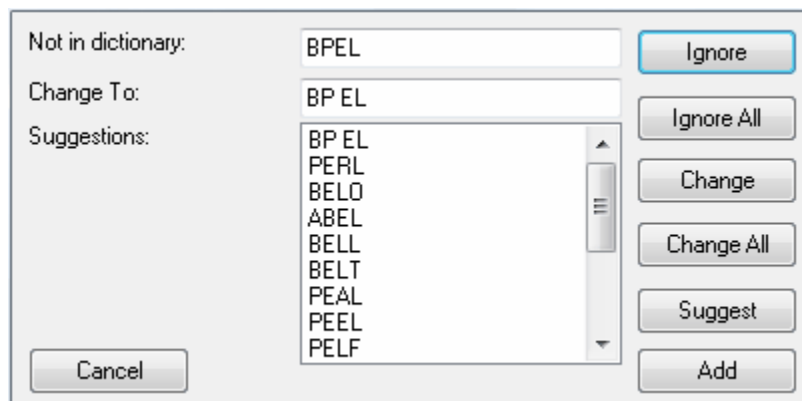 Not in dictionary: BPEL Ignore
Change To: BP EL Ignore All
Suggestions: BP EL
PERL
BELO Change
ABEL
BELL Change All
BELT
PEAL Suggest
PEEL
PELF
Cancel Add